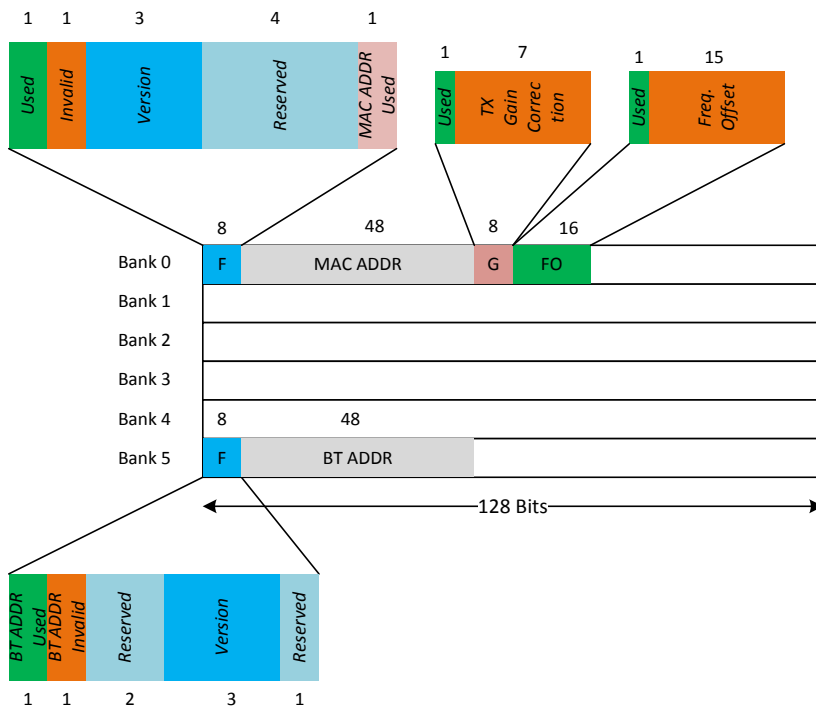 1 1 3 4 1
Used
Invalid
Version
Reserved
MAC ADDR
Used
1 7
Used
TX
Gain
Correc
tion
1 15
Used
Freq.
Offset
8 48 8 16
Bank 0 F MAC ADDR G FO
Bank 1
Bank 2
Bank 3
Bank 4 8 48
Bank 5 F BT ADDR
128 Bits
BT ADDR
Used
BT ADDR
Invalid
Reserved
Version
Reserved
1 1 2 3 1